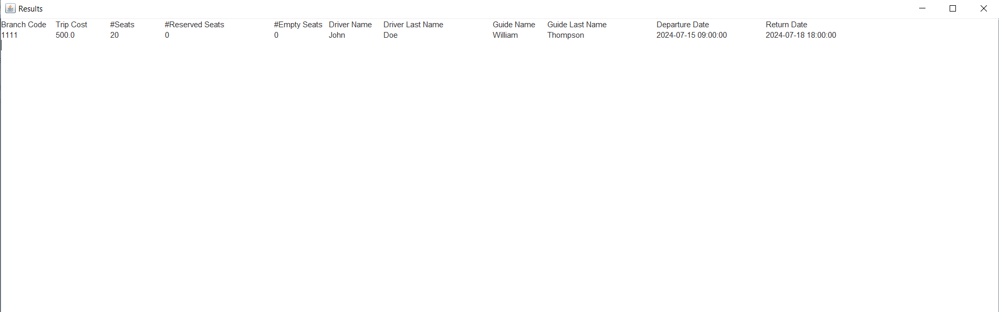 Results
Branch Code Trip Cost #Seats #Reserved Seats #Empty Seats Driver Name Driver Last Name Guide Name Guide Last Name Departure Date Return Date
1111 500.0 20 0 0 John Doe William Thompson 2024-07-15 09:00:00 2024-07-18 18:00:00